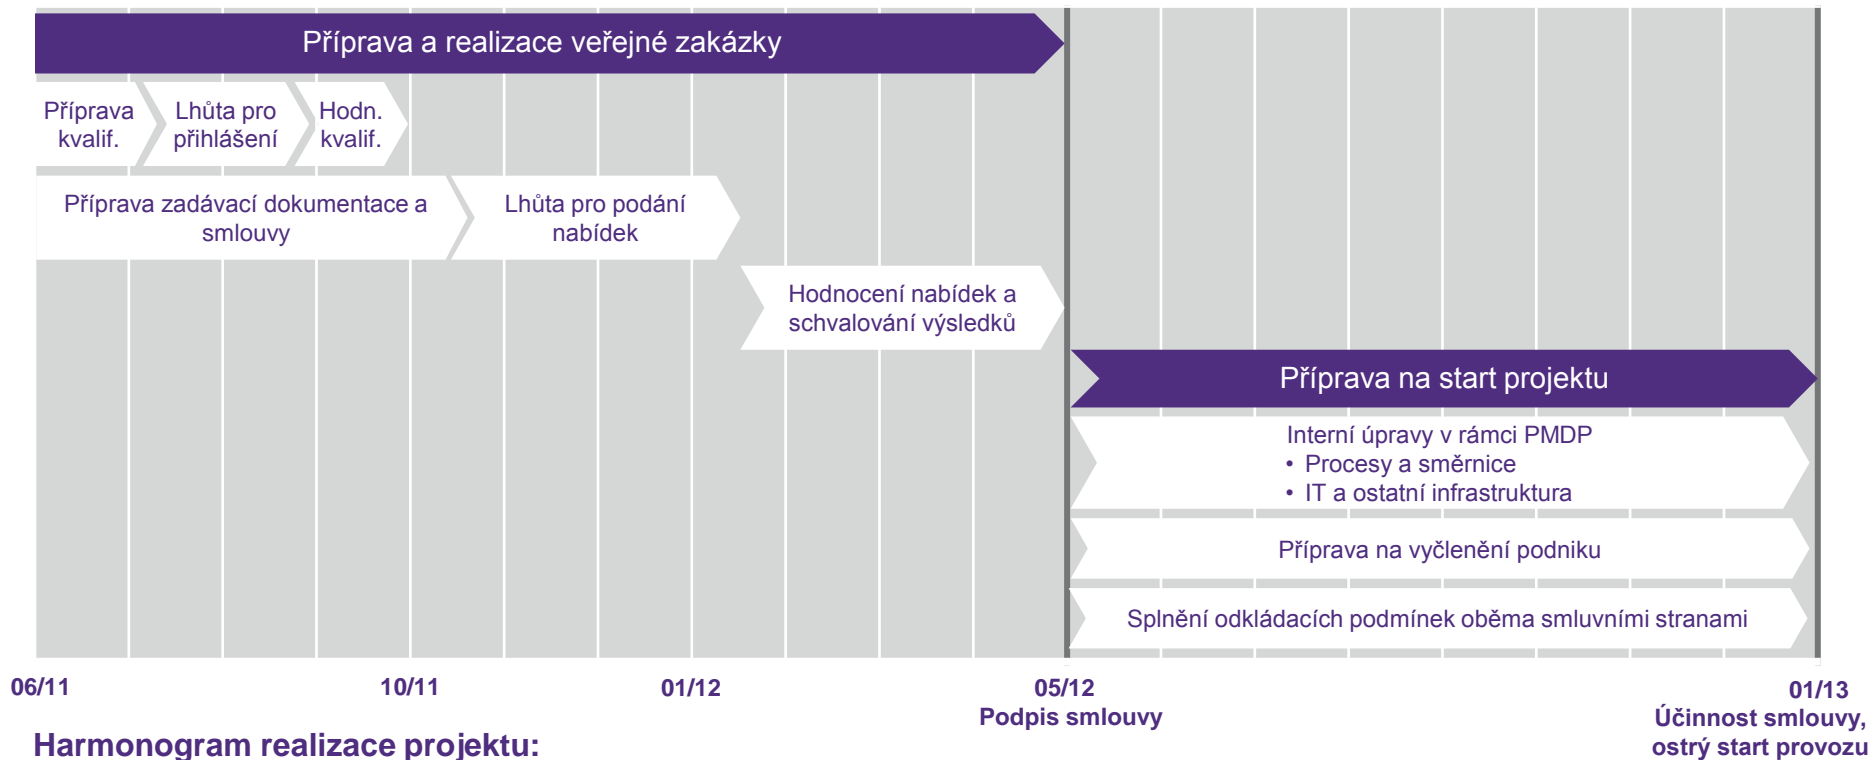 Příprava a realizace veřejné zakázky
Příprava
kvalif.
Lhůta pro
přihlášení
Hodn.
kvalif.
Příprava zadávací dokumentace a
smlouvy
Lhůta pro podání
nabídek
Hodnocení nabídek a
schvalování výsledků
Příprava na start projektu
Interní úpravy v rámci PMDP
• Procesy a směrnice
• IT a ostatní infrastruktura
Příprava na vyčlenění podniku
Splnění odkládacích podmínek oběma smluvními stranami
06/11
10/11
01/12
05/12
Podpis smlouvy
01/13
Účinnost smlouvy,
ostrý start provozu
Harmonogram realizace projektu: